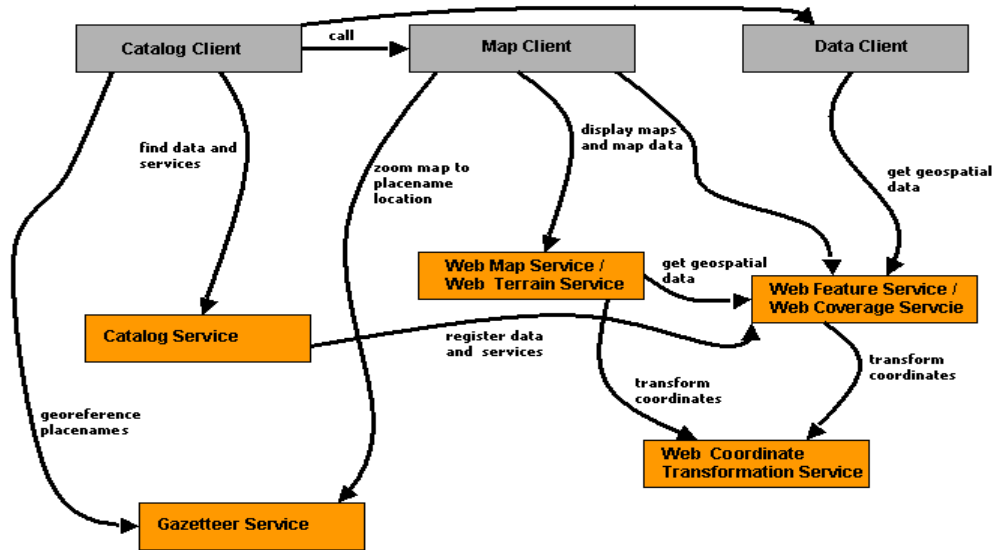 Catalog Client
call
Map Client
Data Client
find data and
services
zoom map to
placename
location
display maps
and map data
get geospatial
data
Web Map Service /
Web Terrain Service
get geospatial
data
Web Feature Service /
Web Coverage Servcie
Catalog Service
register data
and services
transform
coordinates
transform
coordinates
georeference
placenames
Web Coordinate
Transformation Service
Gazetteer Service